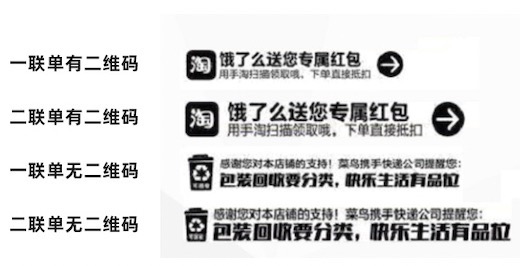 一联单有二维码
淘 饿了么送您专属红包
用手淘扫描领取哦，下单直接抵扣
二联单有二维码
淘 饿了么送您专属红包
用手淘扫描领取哦，下单直接抵扣
一联单无二维码
感谢您对本店铺的支持！菜鸟携手快递公司提醒您：
包装回收要分类，快乐生活有品位
二联单无二维码
感谢您对本店铺的支持！菜鸟携手快递公司提醒您：
包装回收要分类，快乐生活有品位